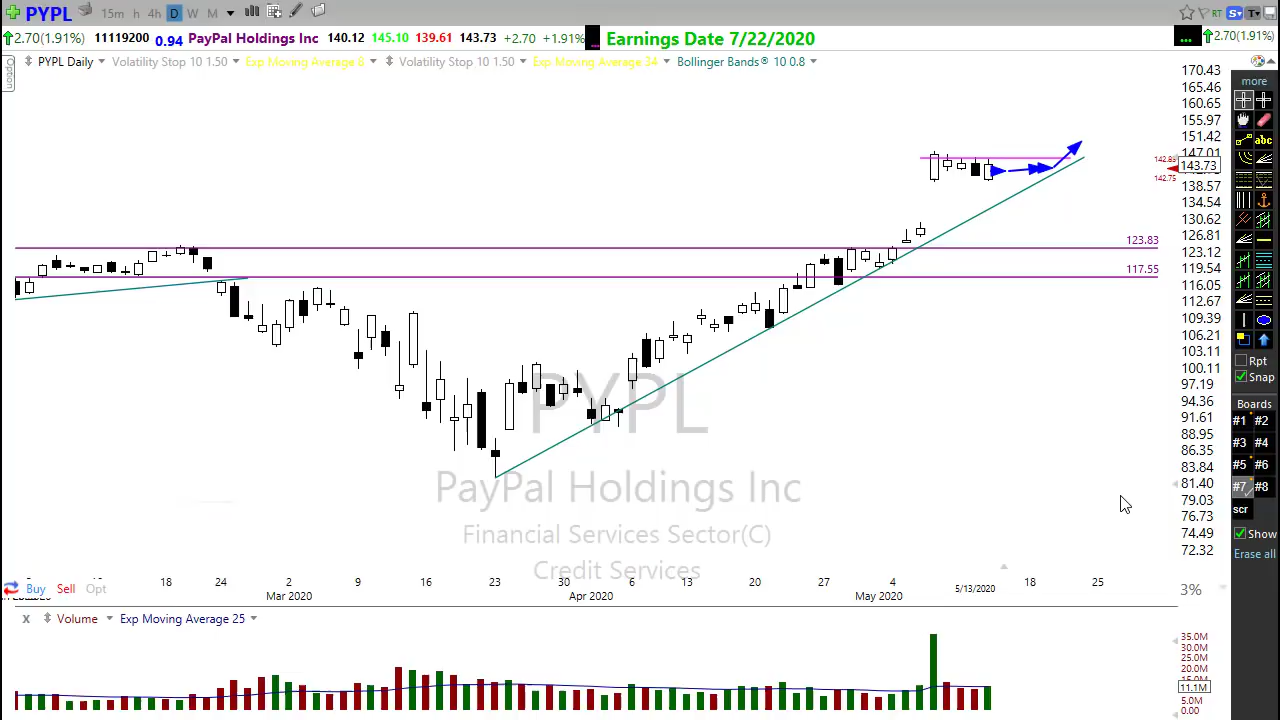 PYPL 15m h 4h D W M RT S T 2.70(1.91%)
2.70(1.91%) 11119200 0.94 PayPal Holdings Inc 140.12 145.10 139.61 143.73 +2.70 +1.91% ... Earnings Date 7/22/2020 ...
Option
PYPL Daily Volatility Stop 10 1.50 Exp Moving Average 8 Volatility Stop 10 1.50 Exp Moving Average 34 Bollinger Bands® 10 0.8
170.43
165.46
160.65
155.97
151.42
147.01
142.89
143.73
142.75
138.57
134.54
130.62
126.81
123.12
119.54
116.05
112.67
109.39
106.21
103.11
100.11
97.19
94.36
91.61
88.95
86.35
83.84
81.40
79.03
76.73
74.49
72.32
123.83
117.55
PYPL
PayPal Holdings Inc
Financial Services Sector(C)
Credit Services
more
abc
Rpt
Snap
Boards
#1 #2
#3 #4
#5 #6
#7 #8
scr
Show
Erase all
18 24 2 9 16 23 30 6 13 20 27 4 5/13/2020 18 25
Mar 2020 Apr 2020 May 2020
Buy Sell Opt
3%
x Volume Exp Moving Average 25
35.0M
30.0M
25.0M
20.0M
11.1M
5.0M
0.00